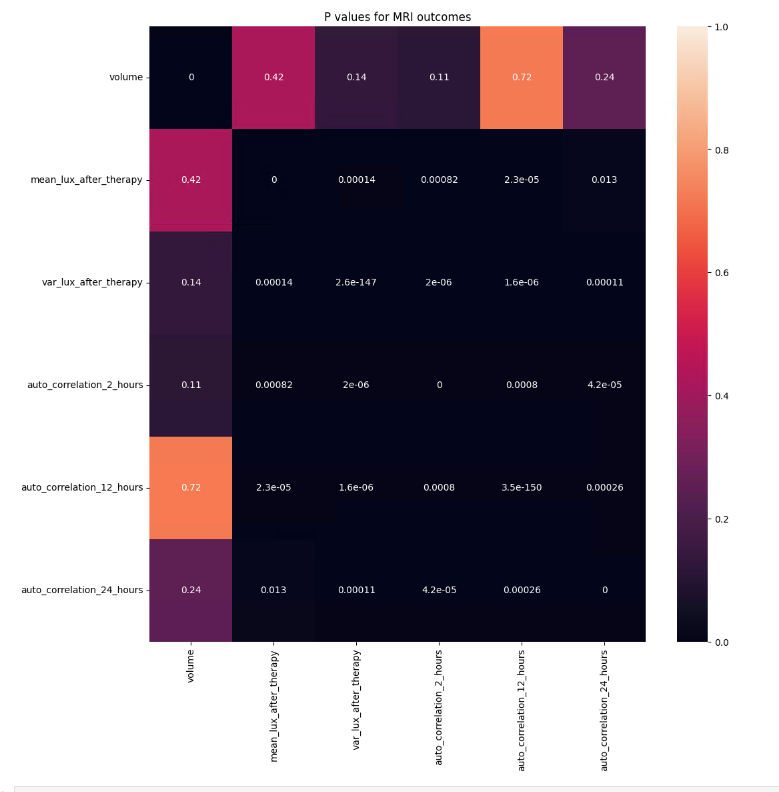 P values for MRI outcomes
volume 0 0.42 0.14 0.11 0.72 0.24
mean_lux_after_therapy 0.42 0 0.00014 0.00082 2.3e-05 0.013
var_lux_after_therapy 0.14 0.00014 2.6e-147 2e-06 1.6e-06 0.00011
auto_correlation_2_hours 0.11 0.00082 2e-06 0 0.0008 4.2e-05
auto_correlation_12_hours 0.72 2.3e-05 1.6e-06 0.0008 3.5e-150 0.00026
auto_correlation_24_hours 0.24 0.013 0.00011 4.2e-05 0.00026 0
volume
mean_lux_after_therapy
var_lux_after_therapy
auto_correlation_2_hours
auto_correlation_12_hours
auto_correlation_24_hours
1.0
0.8
0.6
0.4
0.2
0.0